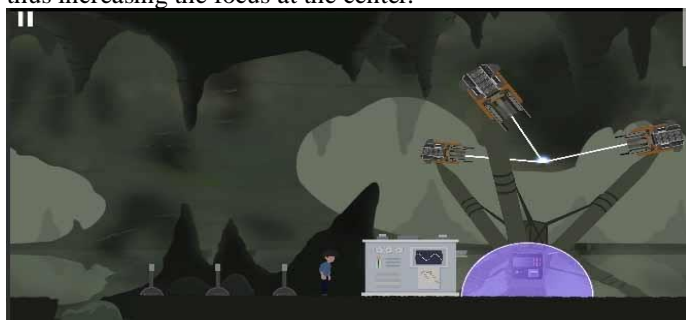 thus increasing the focus at the center.